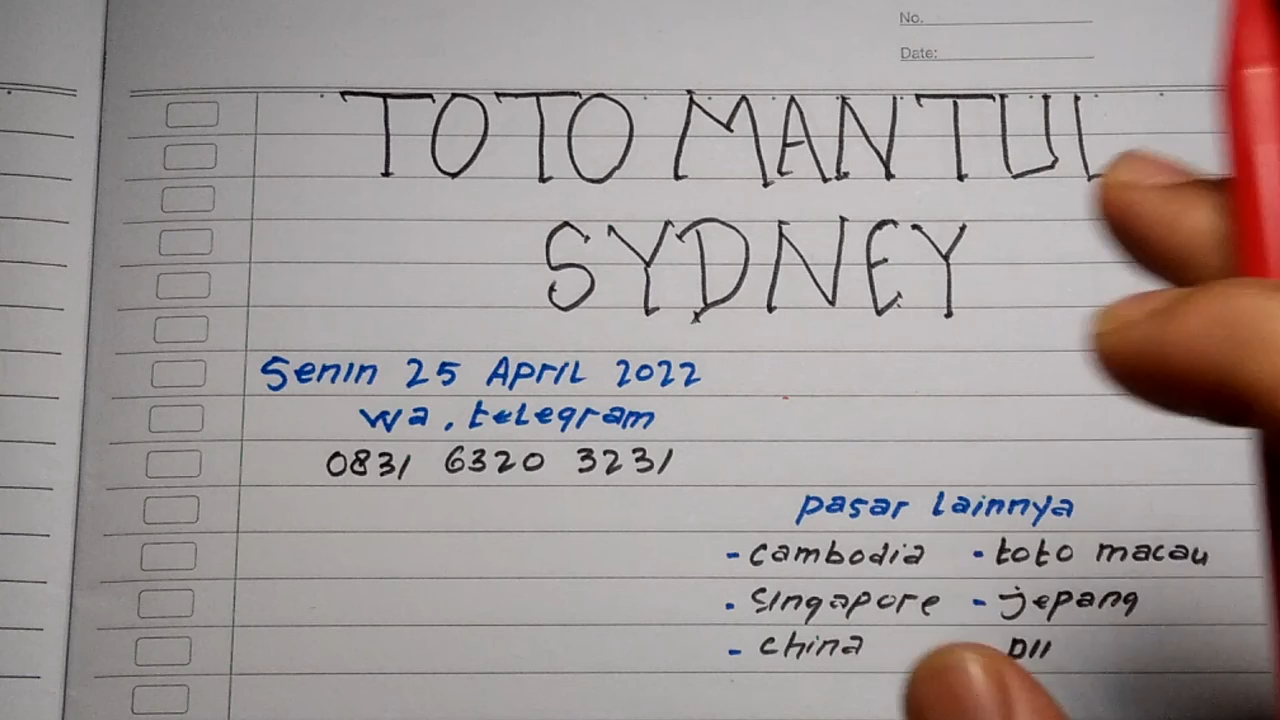 No.
Date:
TOTO MANTUL
SYDNEY
Senin 25 April 2022
wa, telegram
0831 6320 3231
pasar lainnya
- cambodia - toto macau
- singapore - jepang
- china Dll